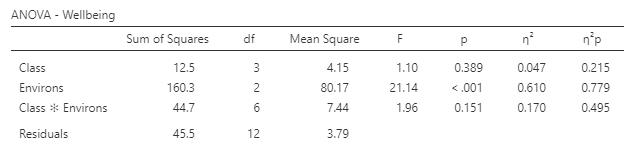 ANOVA - Wellbeing
Sum of Squares df Mean Square F p η² η²p
Class 12.5 3 4.15 1.10 0.389 0.047 0.215
Environs 160.3 2 80.17 21.14 < .001 0.610 0.779
Class ✻ Environs 44.7 6 7.44 1.96 0.151 0.170 0.495
Residuals 45.5 12 3.79